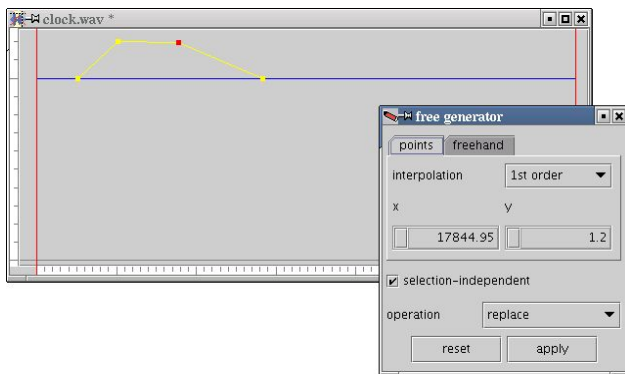 clock.wav *
free generator
points freehand
interpolation 1st order
x y
17844.95 1.2
selection-independent
operation replace
reset apply